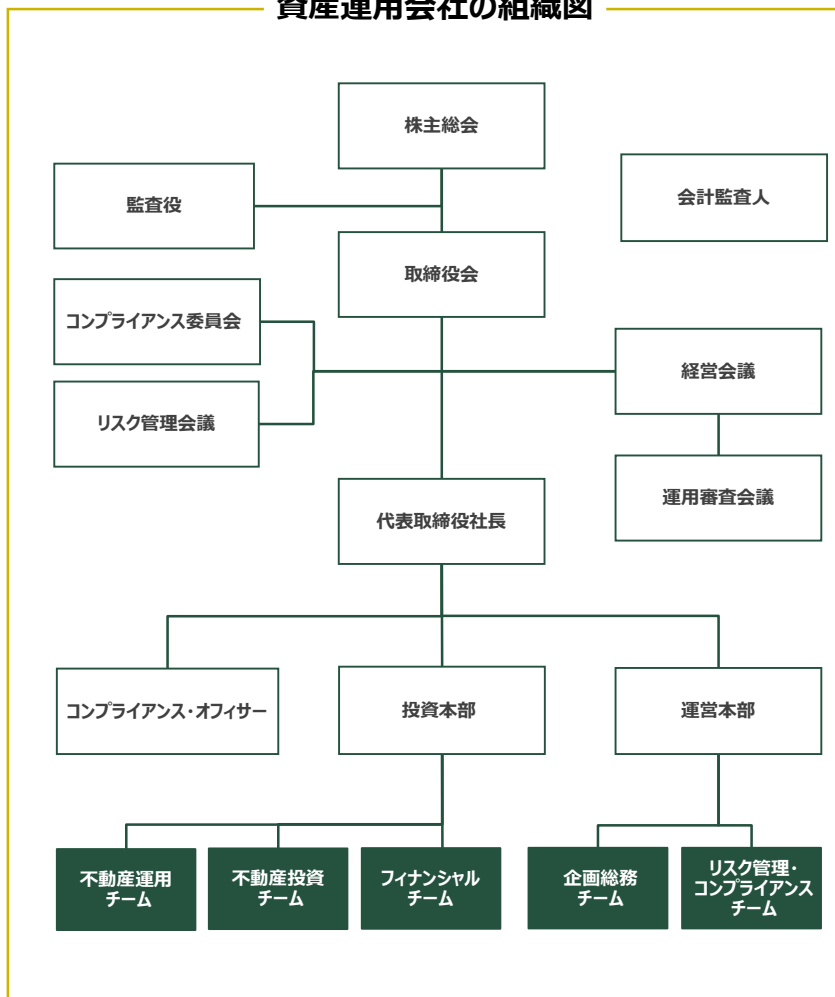 資産運用会社の組織図
株主総会
監査役
会計監査人
取締役会
コンプライアンス委員会
経営会議
リスク管理会議
運用審査会議
代表取締役社長
コンプライアンス・オフィサー
投資本部
運営本部
不動産運用
チーム
不動産投資
チーム
フィナンシャル
チーム
企画総務
チーム
リスク管理・
コンプライアンス
チーム